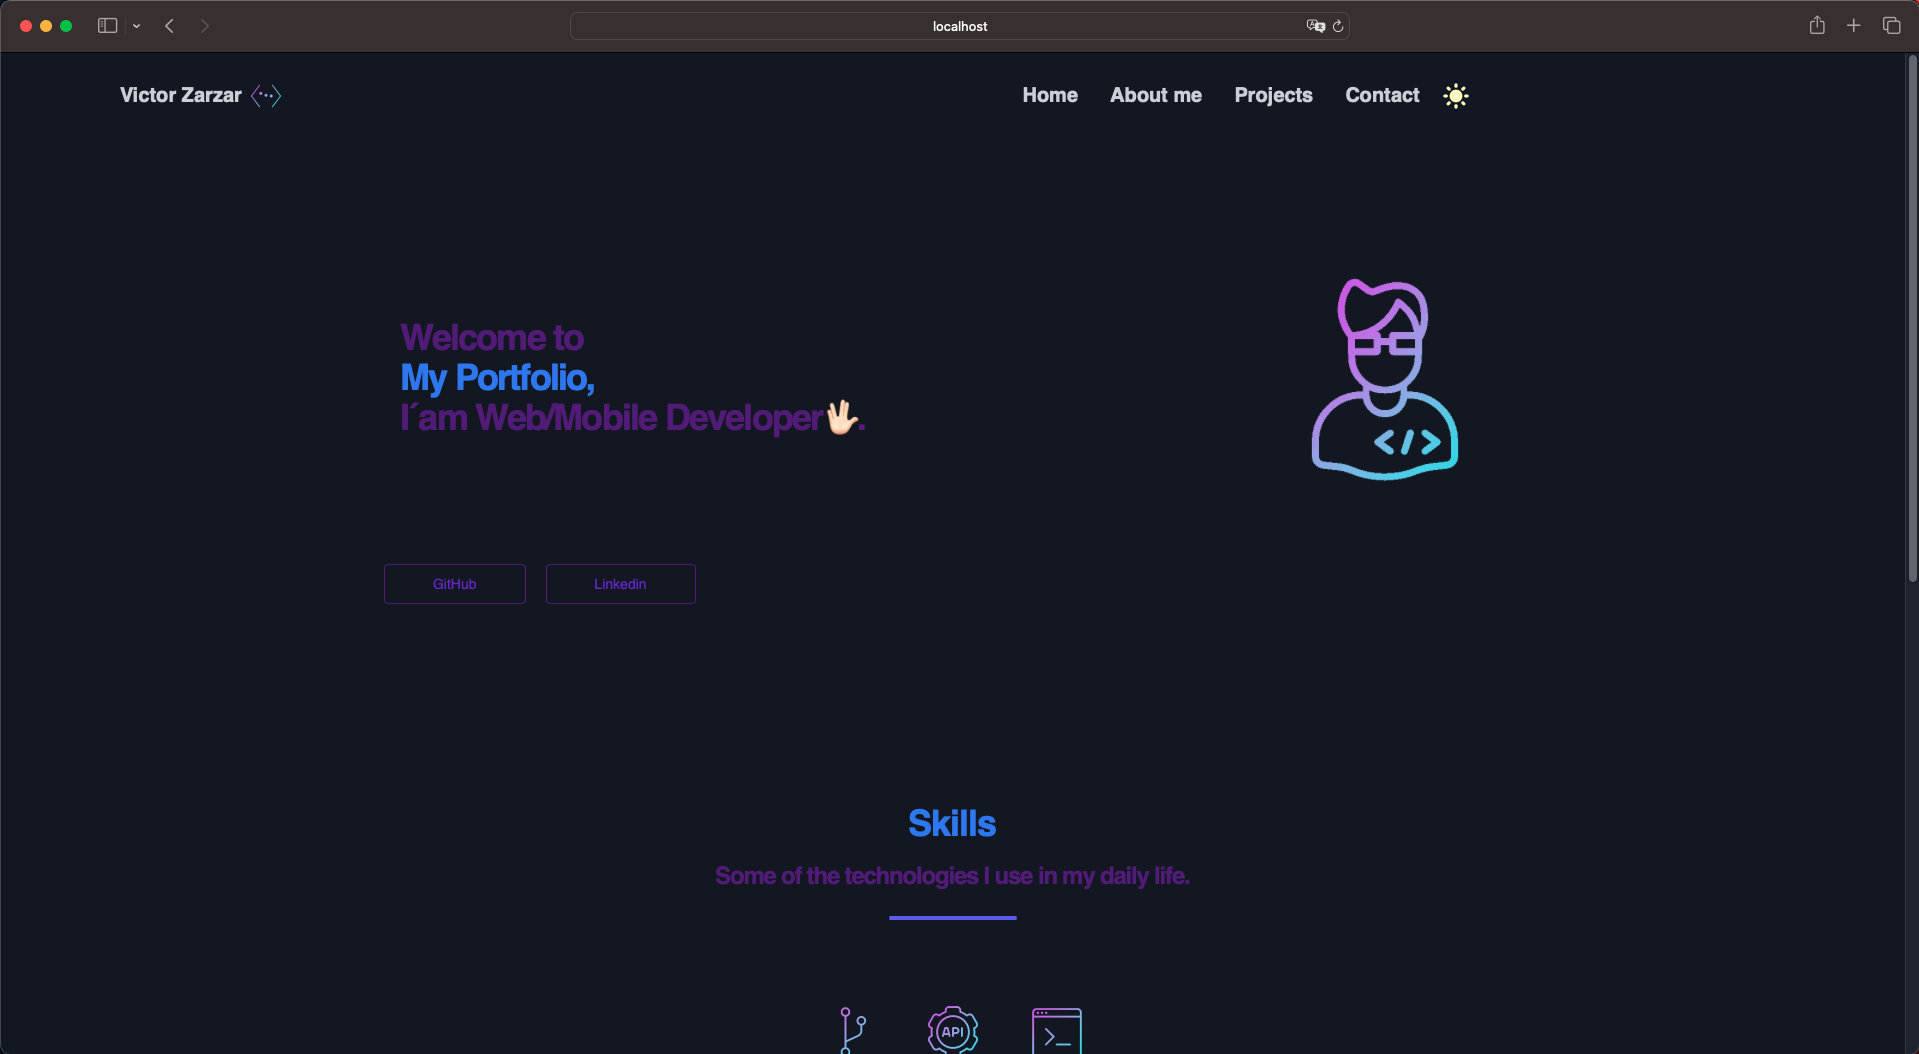 localhost
Victor Zarzar
Home About me Projects Contact
Welcome to
My Portfolio,
I´am Web/Mobile Developer🖖🏻.
</>
GitHub Linkedin
Skills
Some of the technologies I use in my daily life.
API